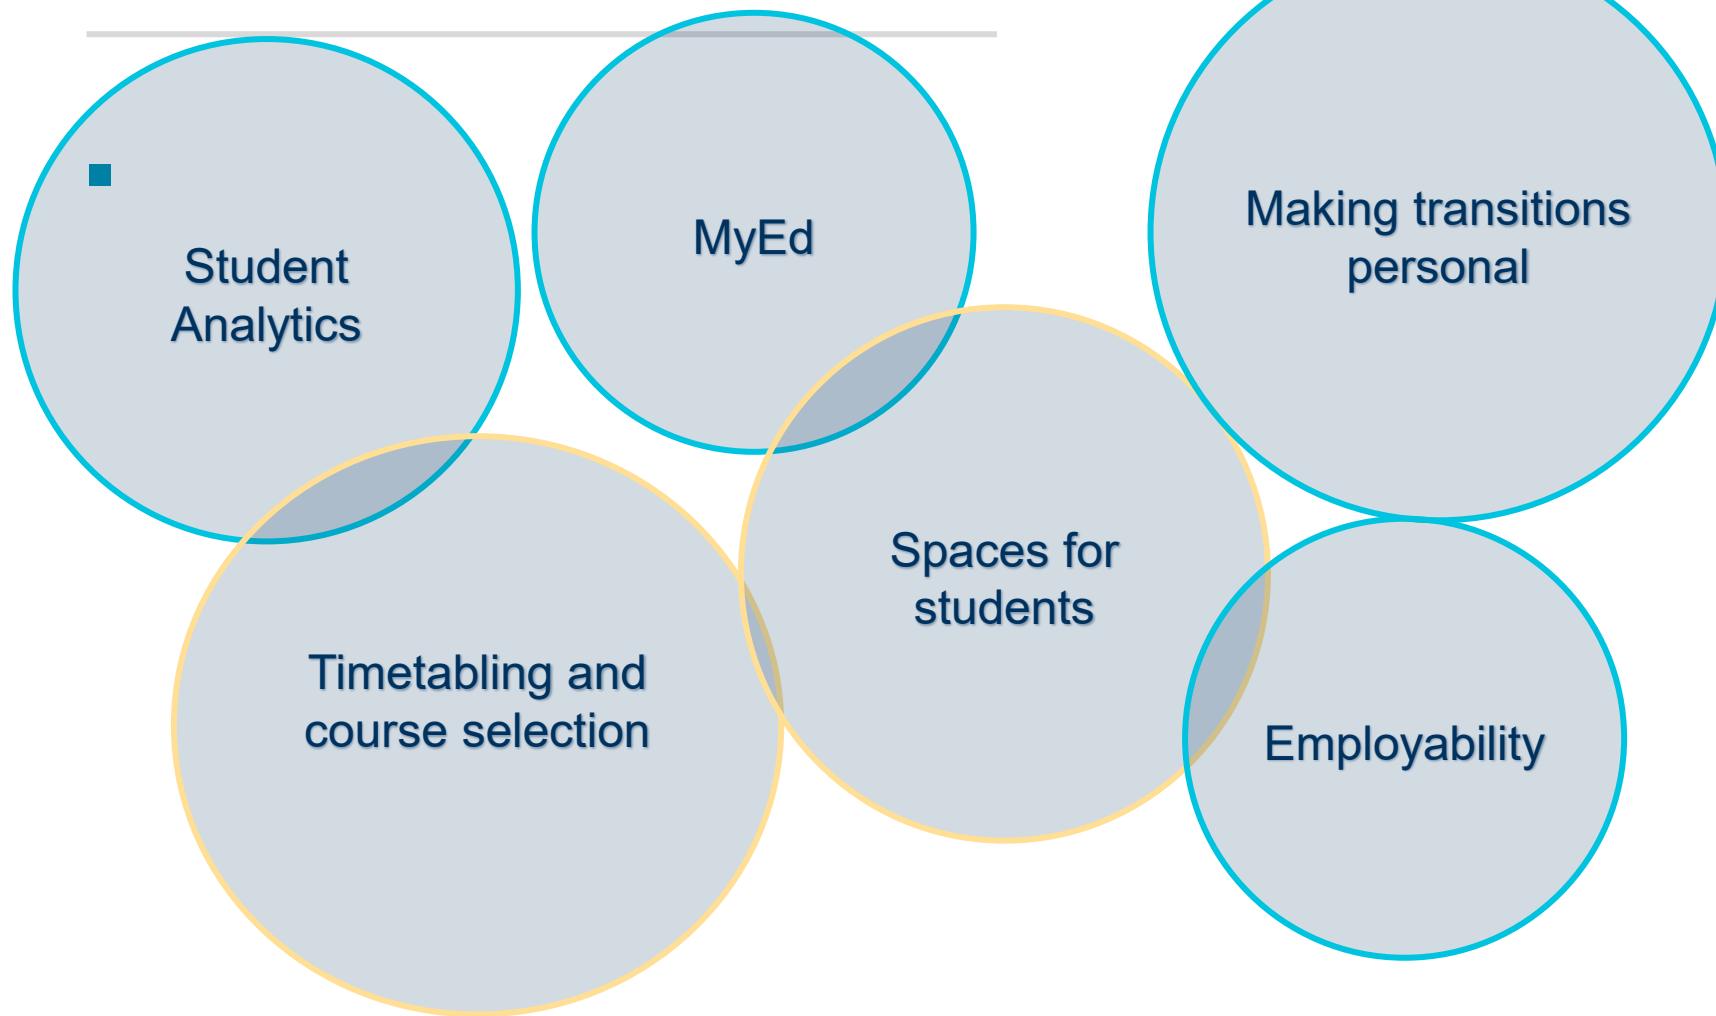 Student
Analytics
MyEd
Making transitions
personal
Spaces for
students
Timetabling and
course selection
Employability